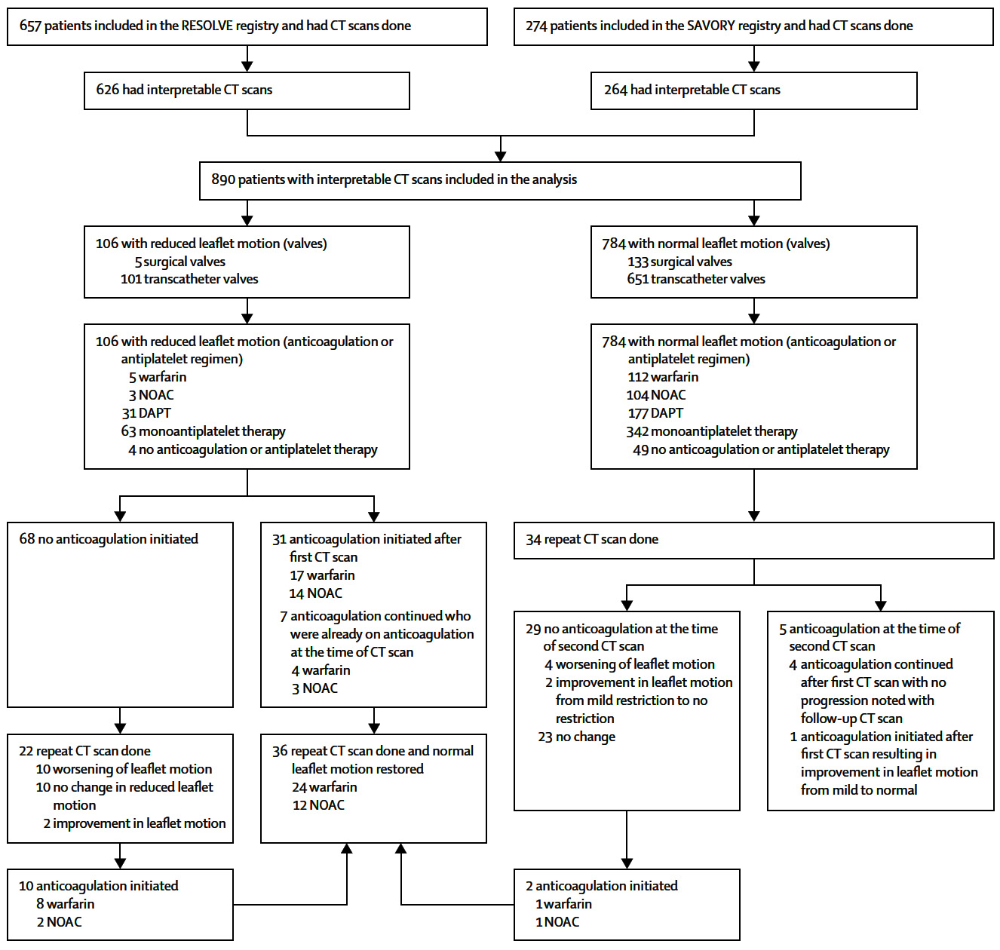 657 patients included in the RESOLVE registry and had CT scans done
274 patients included in the SAVORY registry and had CT scans done
626 had interpretable CT scans
264 had interpretable CT scans
890 patients with interpretable CT scans included in the analysis
106 with reduced leaflet motion (valves)
5 surgical valves
101 transcatheter valves
784 with normal leaflet motion (valves)
133 surgical valves
651 transcatheter valves
106 with reduced leaflet motion (anticoagulation or
antiplatelet regimen)
5 warfarin
3 NOAC
31 DAPT
63 monoantiplatelet therapy
4 no anticoagulation or antiplatelet therapy
784 with normal leaflet motion (anticoagulation or
antiplatelet regimen)
112 warfarin
104 NOAC
177 DAPT
342 monoantiplatelet therapy
49 no anticoagulation or antiplatelet therapy
68 no anticoagulation initiated
31 anticoagulation initiated after
first CT scan
17 warfarin
14 NOAC
7 anticoagulation continued who
were already on anticoagulation
at the time of CT scan
4 warfarin
3 NOAC
34 repeat CT scan done
29 no anticoagulation at the time
of second CT scan
4 worsening of leaflet motion
2 improvement in leaflet motion
from mild restriction to no
restriction
23 no change
5 anticoagulation at the time of
second CT scan
4 anticoagulation continued
after first CT scan with no
progression noted with
follow-up CT scan
1 anticoagulation initiated after
first CT scan resulting in
improvement in leaflet motion
from mild to normal
22 repeat CT scan done
10 worsening of leaflet motion
10 no change in reduced leaflet
motion
2 improvement in leaflet motion
36 repeat CT scan done and normal
leaflet motion restored
24 warfarin
12 NOAC
10 anticoagulation initiated
8 warfarin
2 NOAC
2 anticoagulation initiated
1 warfarin
1 NOAC